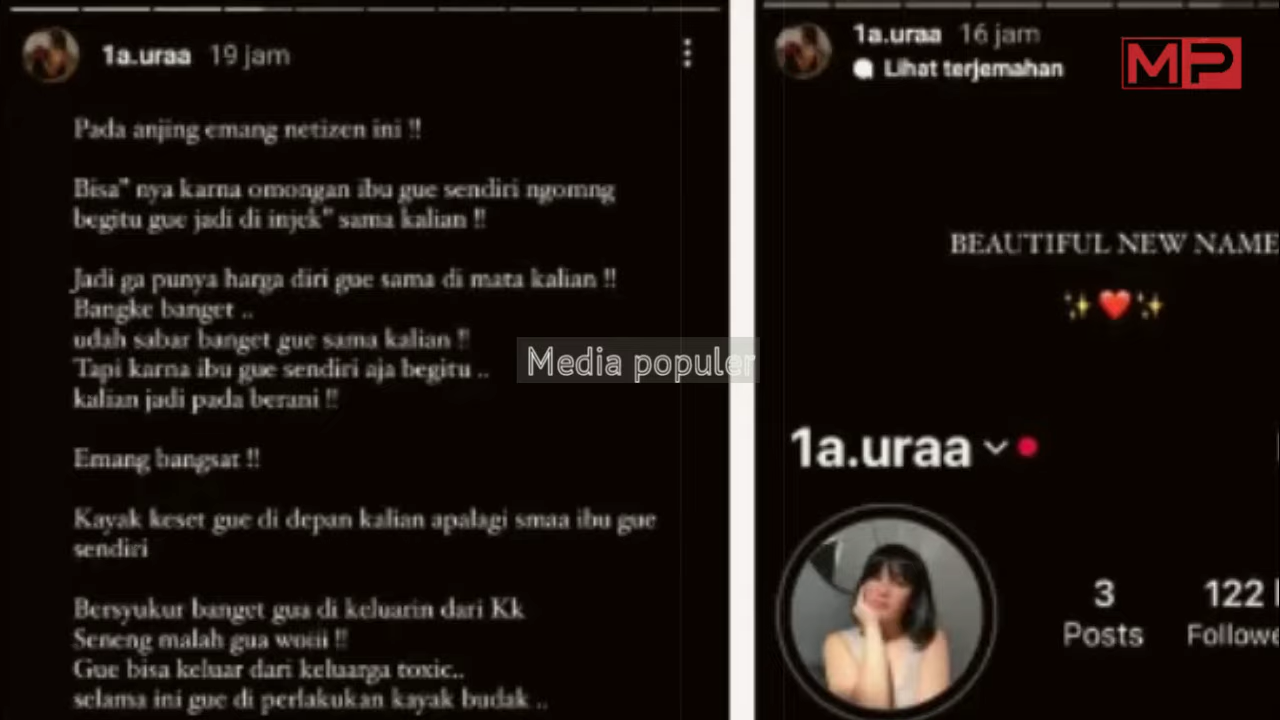 1a.uraa 19 jam
Pada anjing emang netizen ini !!
Bisa" nya karna omongan ibu gue sendiri ngomng
begitu gue jadi di injek" sama kalian !!
Jadi ga punya harga diri gue sama di mata kalian !!
Bangke banget ..
udah sabar banget gue sama kalian !!
Tapi karna ibu gue sendiri aja begitu ..
kalian jadi pada berani !!
Emang bangsat !!
Kayak keset gue di depan kalian apalagi smaa ibu gue
sendiri
Bersyukur banget gua di keluarin dari Kk
Seneng malah gua woiii !!
Gue bisa keluar dari keluarga toxic..
selama ini gue di perlakukan kayak budak ..
Media populer
1a.uraa 16 jam
Lihat terjemahan
MP
BEAUTIFUL NEW NAME
✨❤️✨
1a.uraa
3 122
Posts Followe